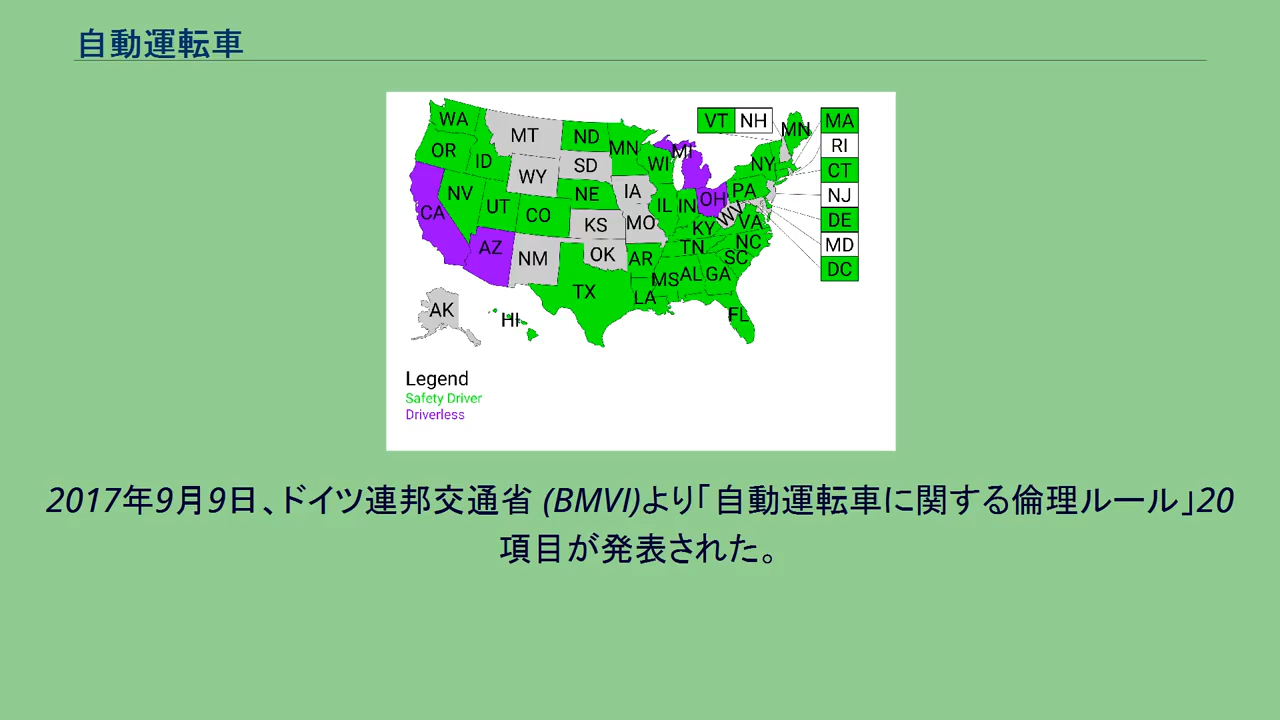 自動運転車
WA
MT
ND
MN
VT
NH
MN
MA
OR
ID
SD
WI
MI
NY
RI
WY
CT
NV
NE
IA
PA
NJ
CA
UT
CO
IL
IN
OH
WV
VA
DE
KS
MO
KY
NC
MD
AZ
NM
OK
AR
TN
SC
DC
TX
MS
AL
GA
LA
FL
AK
HI
Legend
Safety Driver
Driverless
2017年9月9日、ドイツ連邦交通省 (BMVI)より「自動運転車に関する倫理ルール」20
項目が発表された。